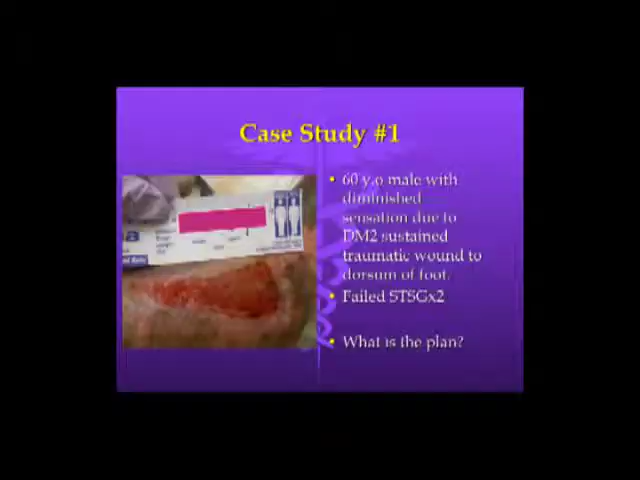 Case Study #1
• 60 y.o male with
diminished
sensation due to
DM2 sustained
traumatic wound to
dorsum of foot.
• Failed STSGx2
• What is the plan?